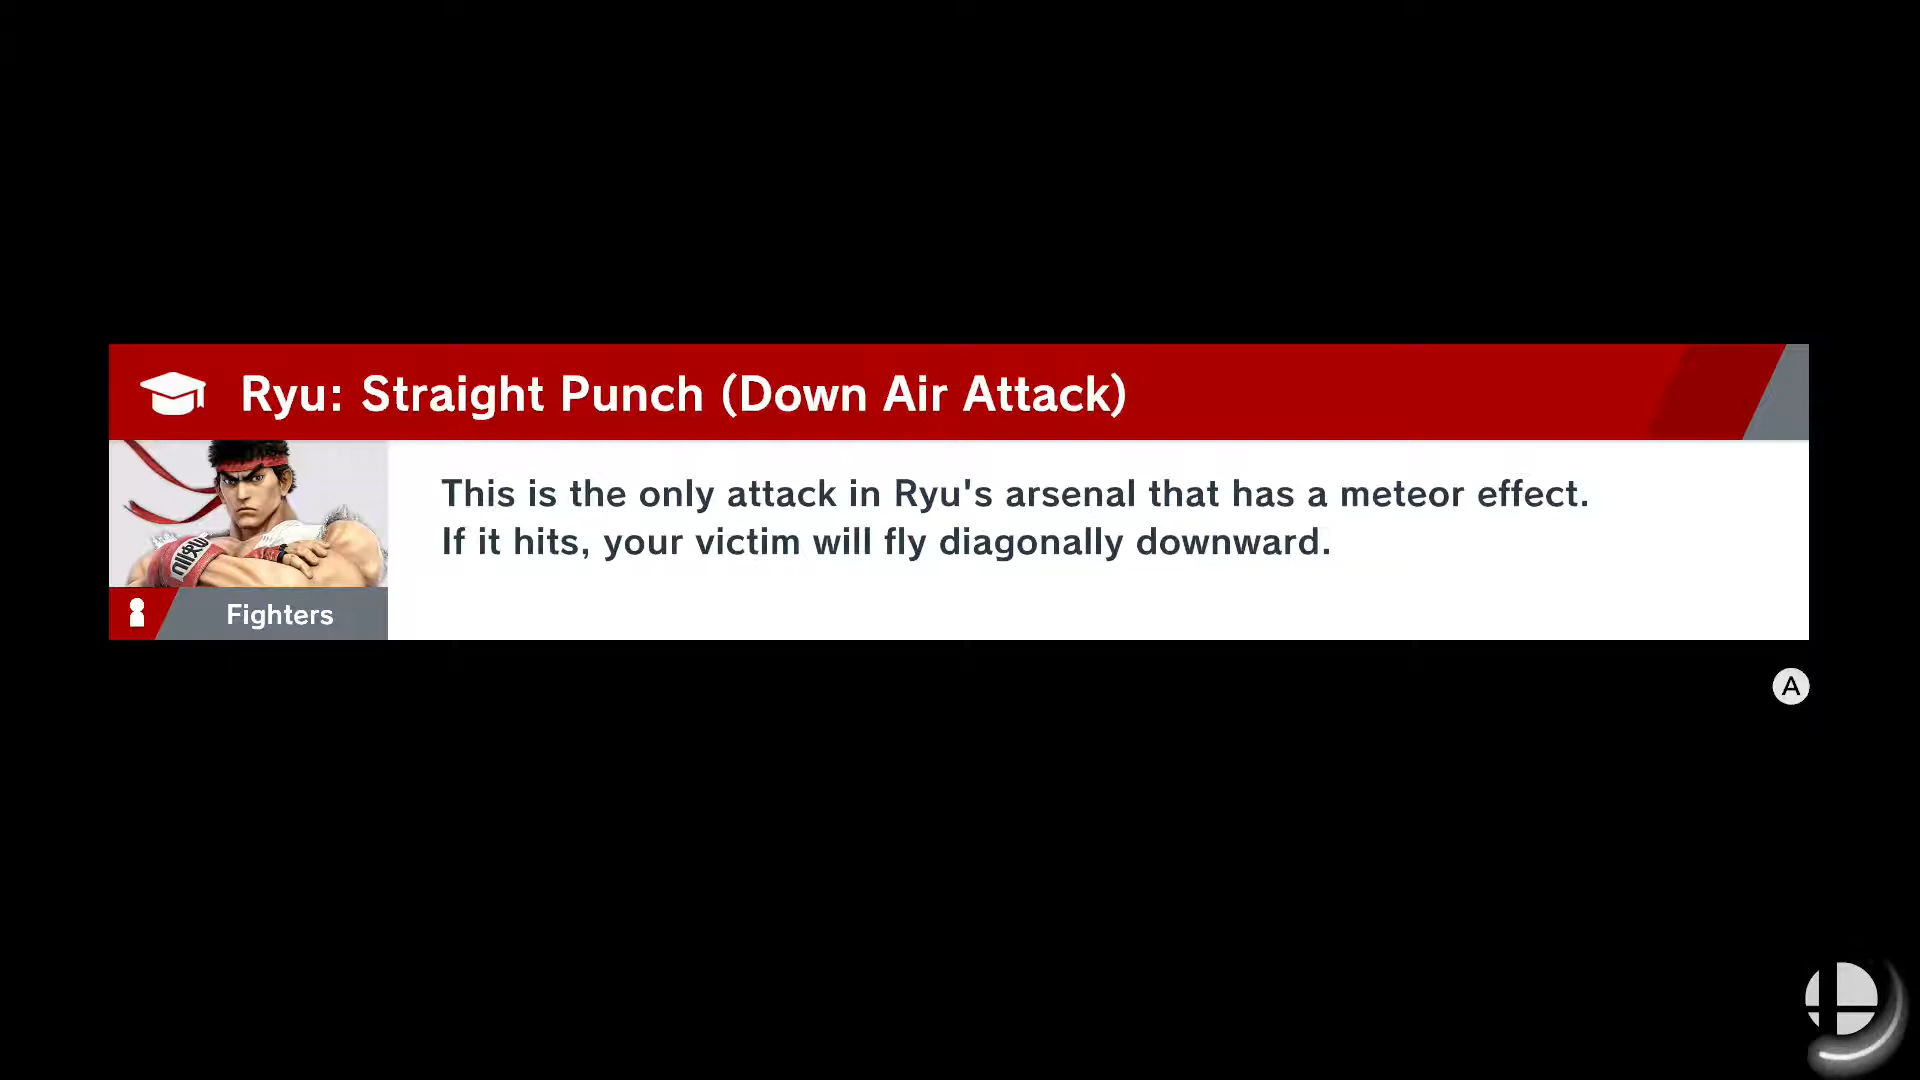 Ryu: Straight Punch (Down Air Attack)
This is the only attack in Ryu's arsenal that has a meteor effect.
If it hits, your victim will fly diagonally downward.
Fighters
A